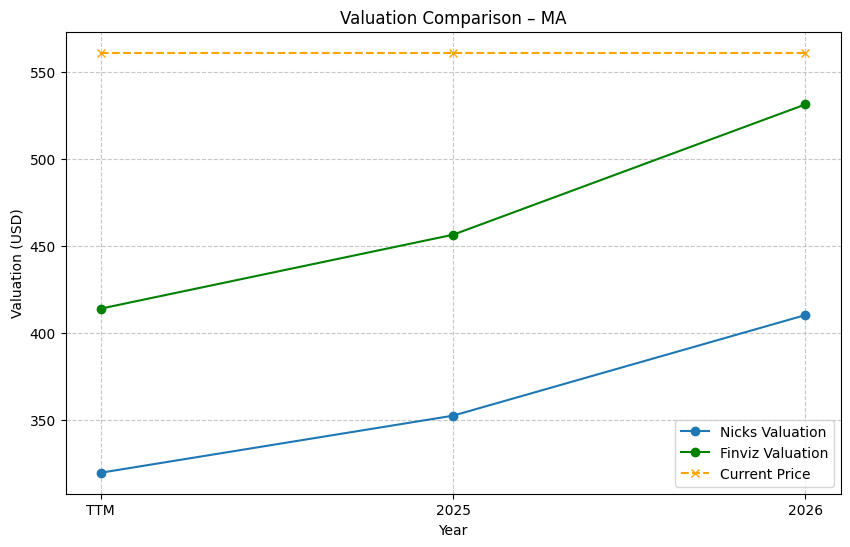 Valuation Comparison – MA
Valuation (USD)
550
500
450
400
350
TTM
2025
2026
Year
Nicks Valuation
Finviz Valuation
Current Price